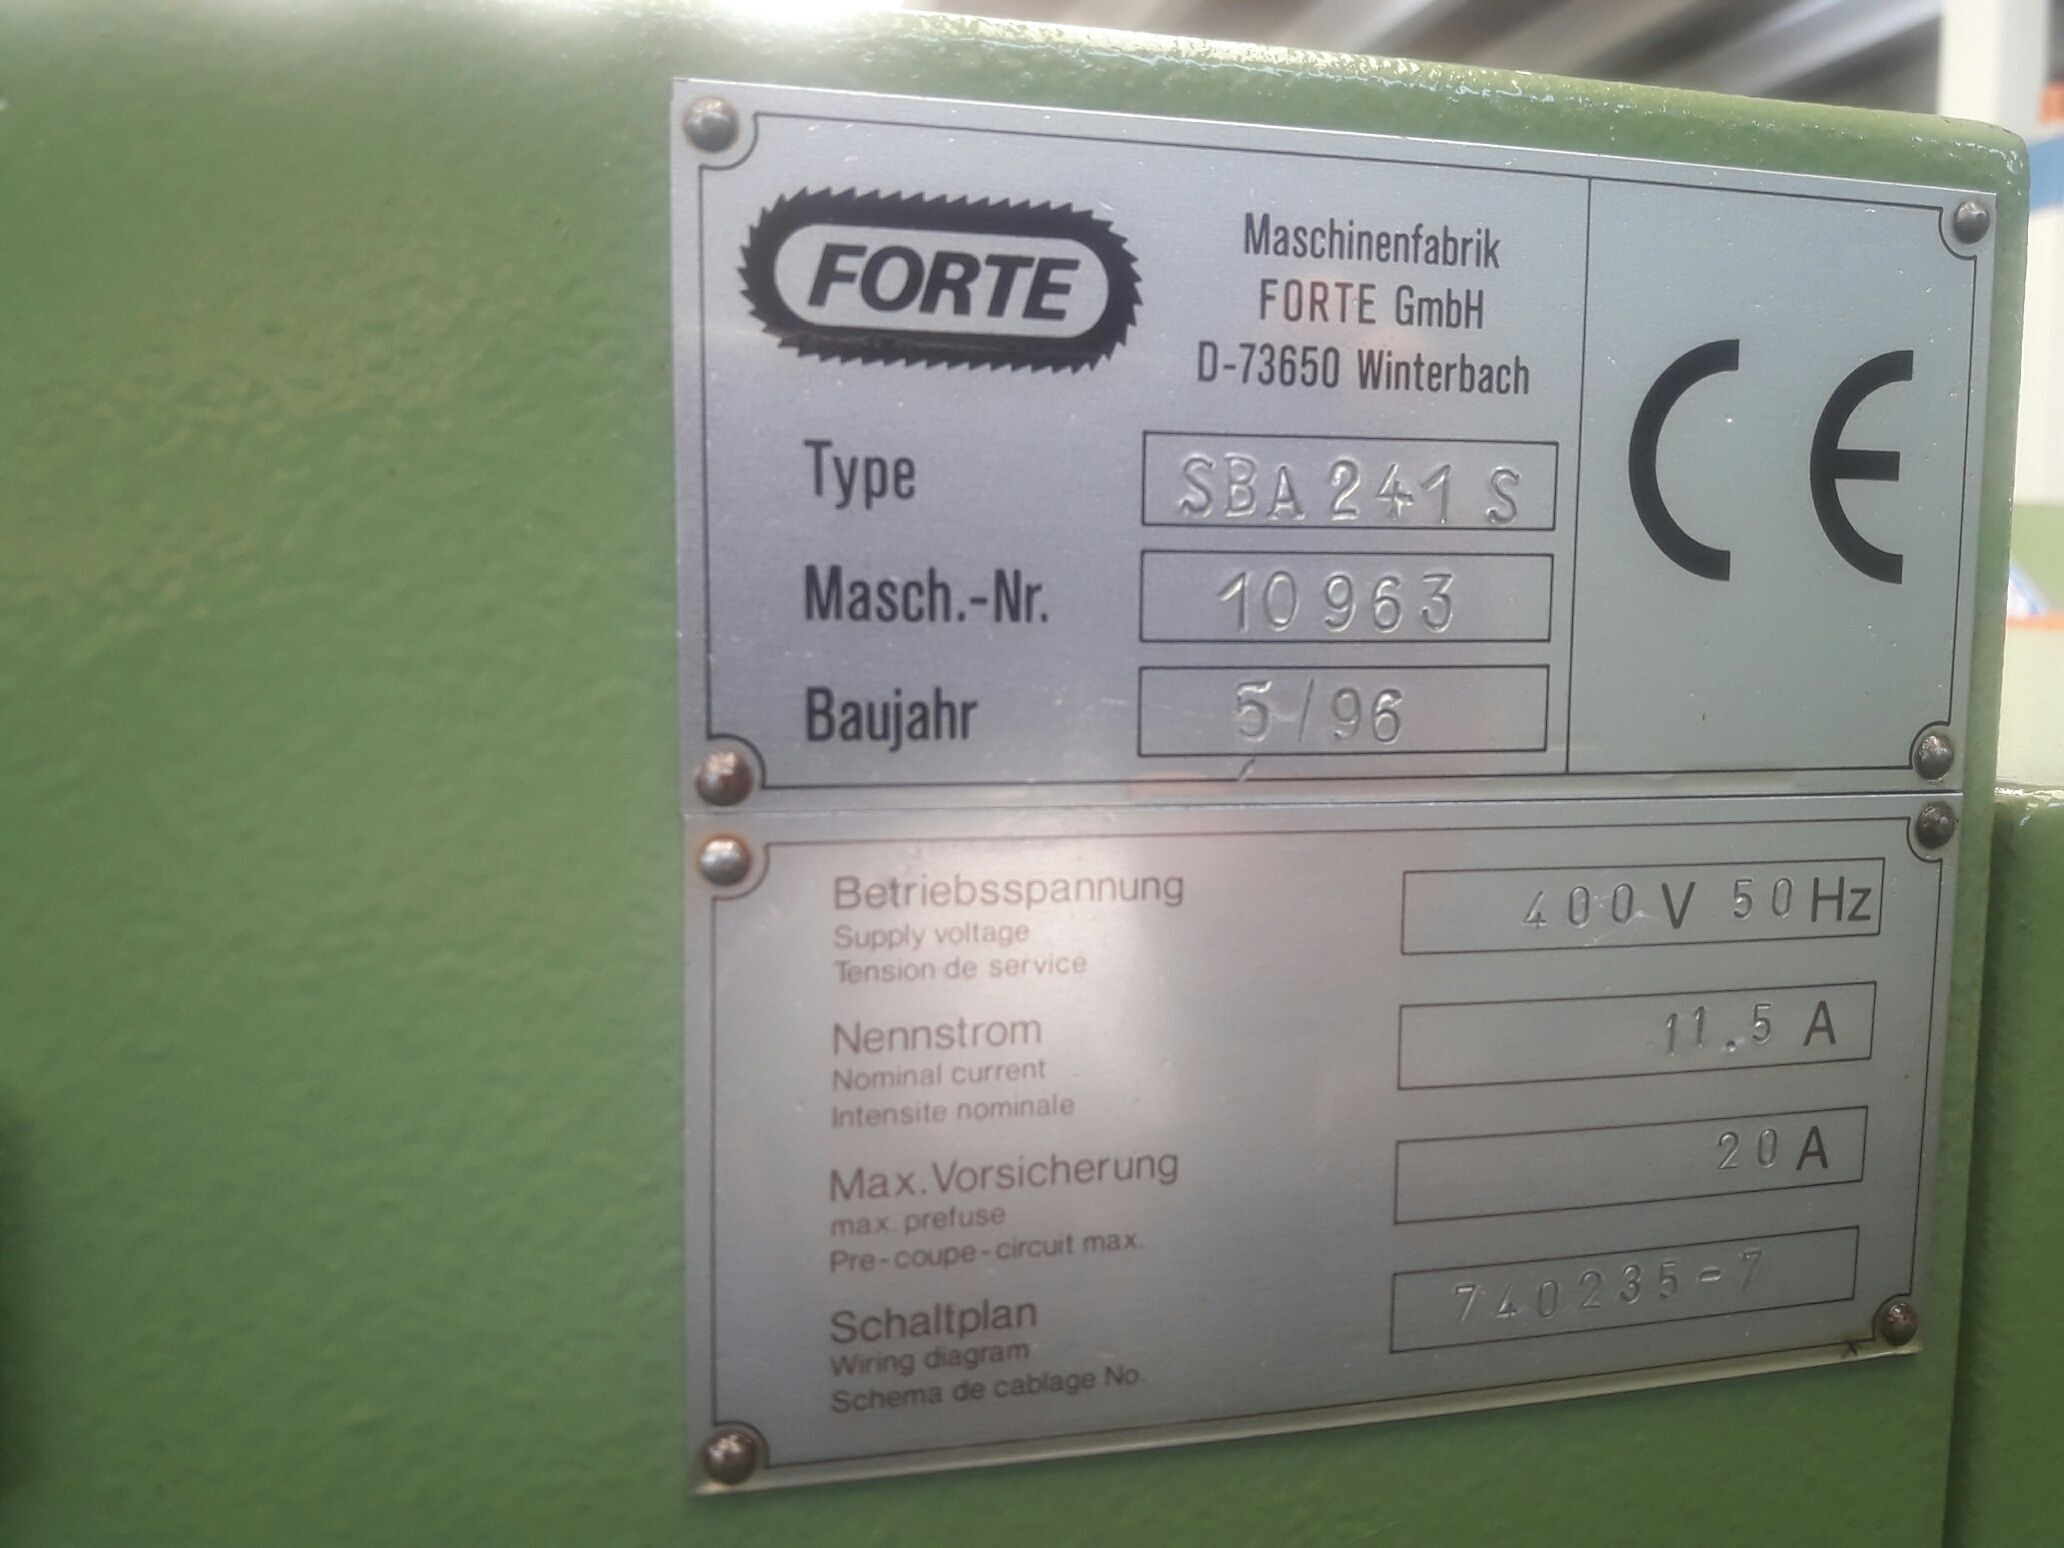 FORTE
Maschinenfabrik
FORTE GmbH
D-73650 Winterbach
Type SBA 241 S
Masch.-Nr. 10963
Baujahr 5/96
CE
Betriebsspannung 400 V 50 Hz
Supply voltage
Tension de service
Nennstrom 11.5 A
Nominal current
Intensite nominale
Max. Vorsicherung 20 A
max. prefuse
Pre-coupe-circuit max.
Schaltplan 740235-7
Wiring diagram
Schema de cablage No.